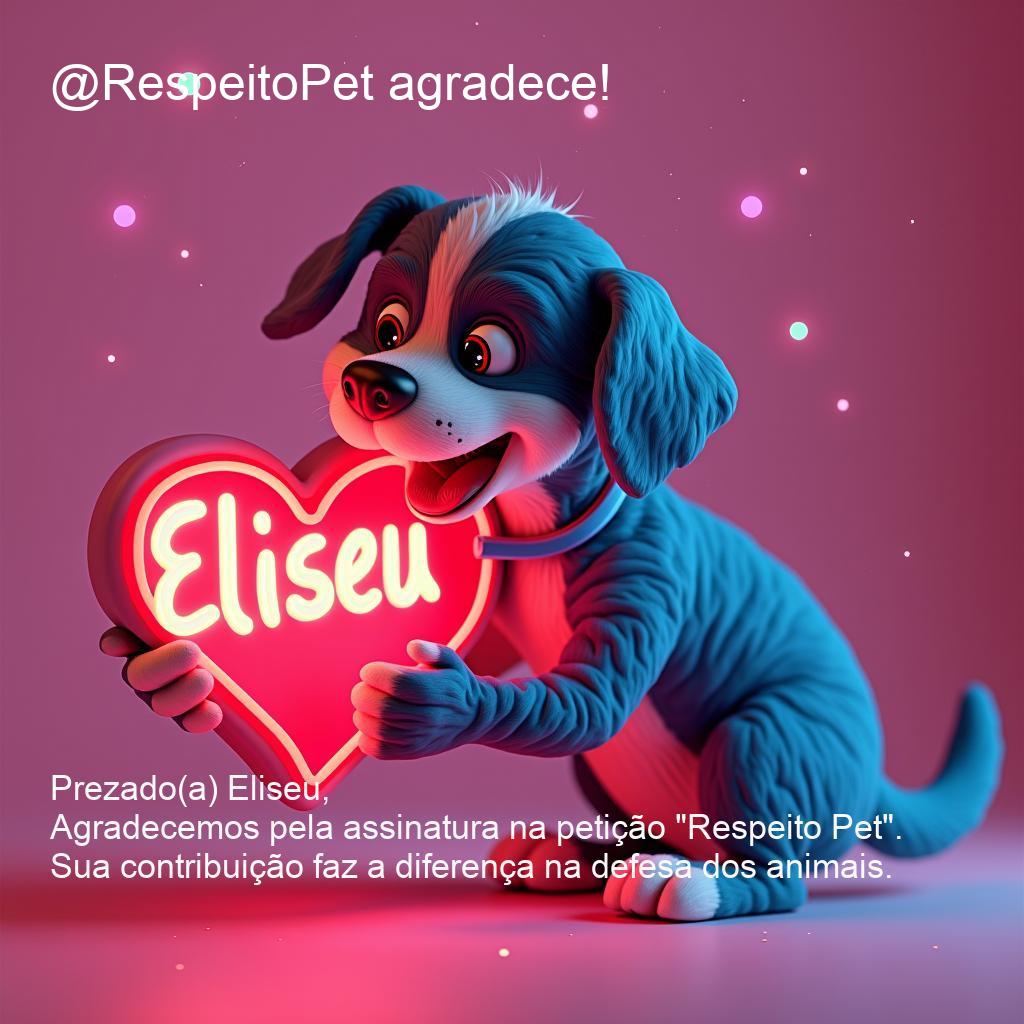 @RespeitoPet agradece!
Eliseu
Prezado(a) Eliseu,
Agradecemos pela assinatura na petição "Respeito Pet".
Sua contribuição faz a diferença na defesa dos animais.